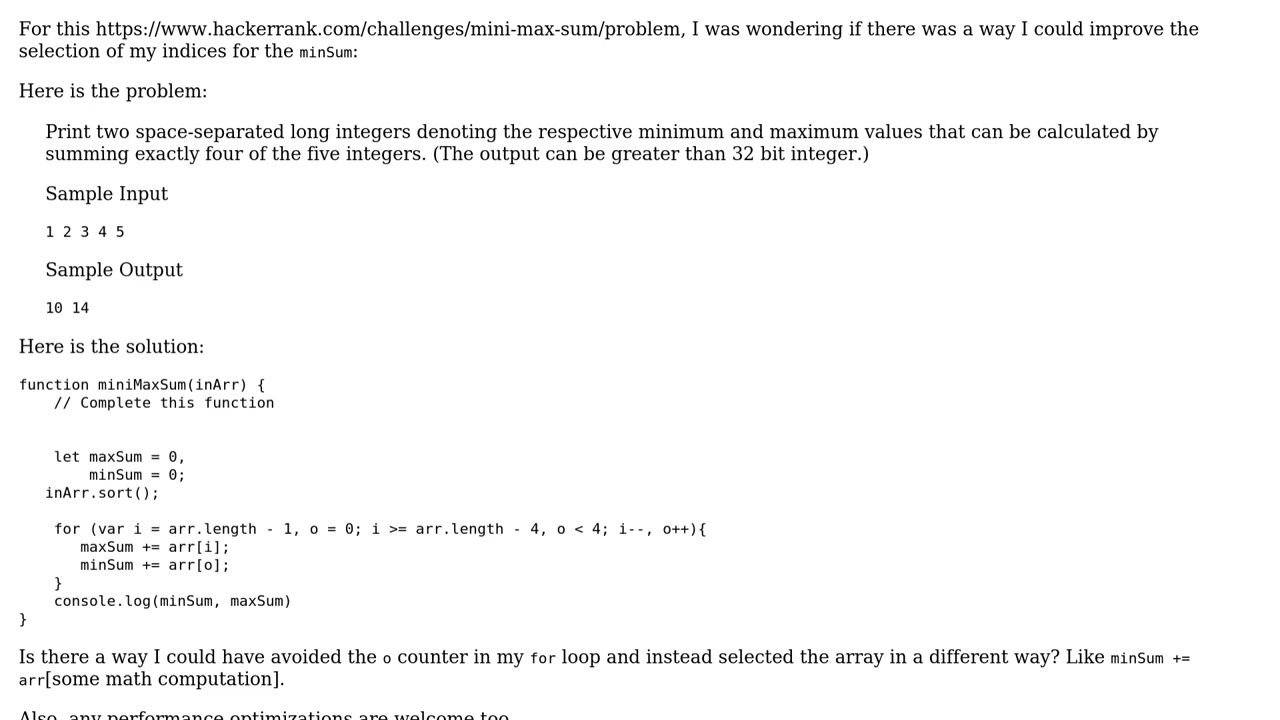 For this https://www.hackerrank.com/challenges/mini-max-sum/problem, I was wondering if there was a way I could improve the
selection of my indices for the minSum:
Here is the problem:
Print two space-separated long integers denoting the respective minimum and maximum values that can be calculated by
summing exactly four of the five integers. (The output can be greater than 32 bit integer.)
Sample Input
1 2 3 4 5
Sample Output
10 14
Here is the solution:
function miniMaxSum(inArr) {
    // Complete this function
    let maxSum = 0,
        minSum = 0;
   inArr.sort();
    for (var i = arr.length - 1, o = 0; i >= arr.length - 4, o < 4; i--, o++){
       maxSum += arr[i];
       minSum += arr[o];
    }
    console.log(minSum, maxSum)
}
Is there a way I could have avoided the o counter in my for loop and instead selected the array in a different way? Like minSum +=
arr[some math computation].
Also, any performance optimizations are welcome too.